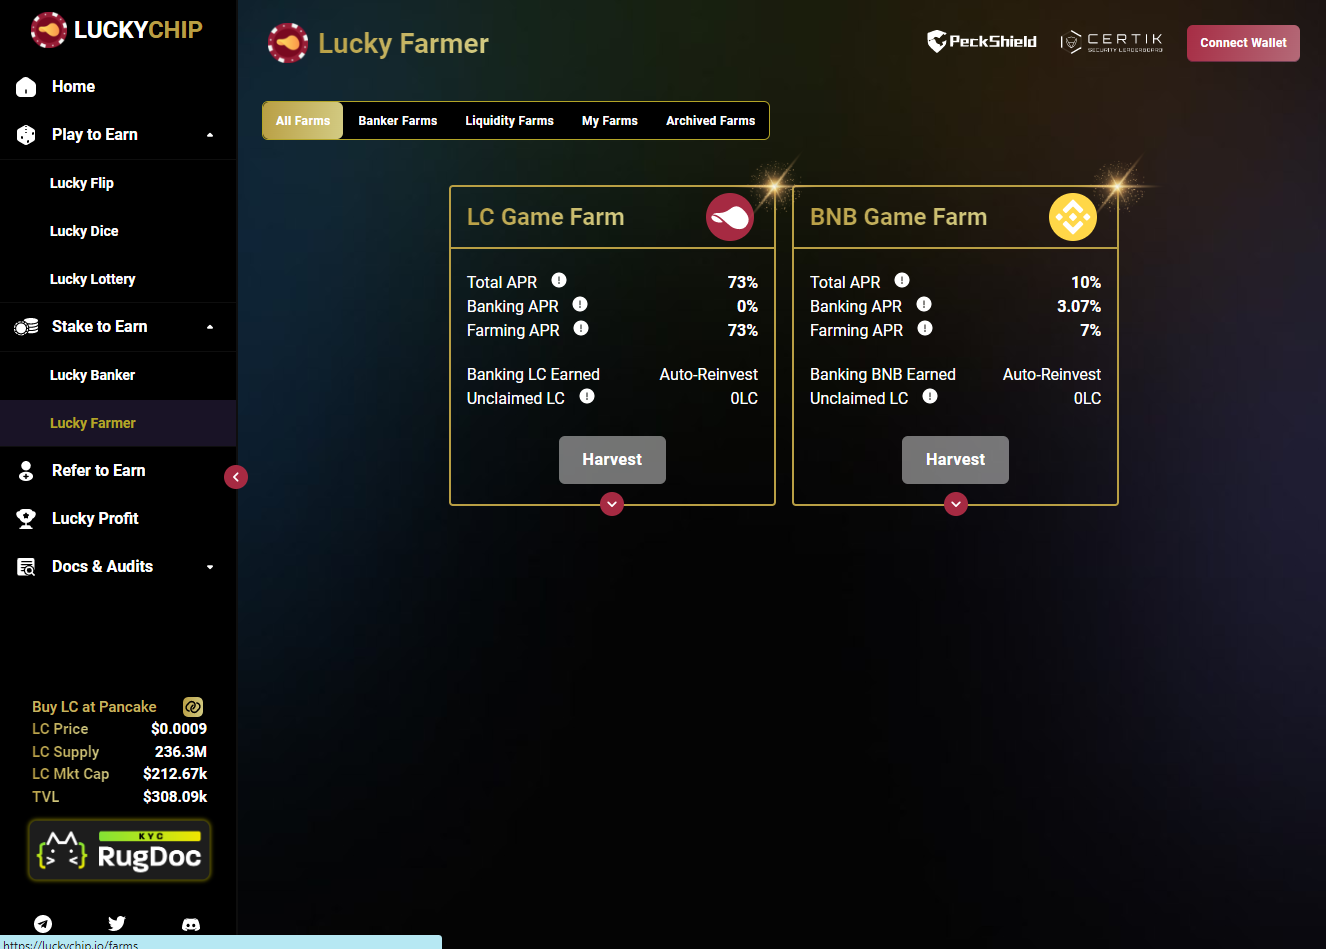 LUCKYCHIP
Home
Play to Earn
Lucky Flip
Lucky Dice
Lucky Lottery
Stake to Earn
Lucky Banker
Lucky Farmer
Refer to Earn
Lucky Profit
Docs & Audits
Buy LC at Pancake
LC Price $0.0009
LC Supply 236.3M
LC Mkt Cap $212.67k
TVL $308.09k
KYC
RugDoc
https://luckychip.io/farms
Lucky Farmer
PeckShield
CERTIK
SECURITY LEADERBOARD
Connect Wallet
All Farms Banker Farms Liquidity Farms My Farms Archived Farms
LC Game Farm
Total APR 73%
Banking APR 0%
Farming APR 73%
Banking LC Earned Auto-Reinvest
Unclaimed LC 0LC
Harvest
BNB Game Farm
Total APR 10%
Banking APR 3.07%
Farming APR 7%
Banking BNB Earned Auto-Reinvest
Unclaimed LC 0LC
Harvest